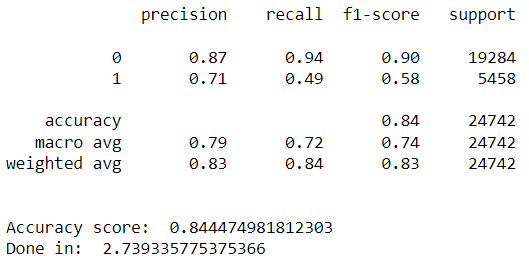 precision recall f1-score support
0 0.87 0.94 0.90 19284
1 0.71 0.49 0.58 5458
accuracy 0.84 24742
macro avg 0.79 0.72 0.74 24742
weighted avg 0.83 0.84 0.83 24742
Accuracy score: 0.844474981812303
Done in: 2.739335775375366